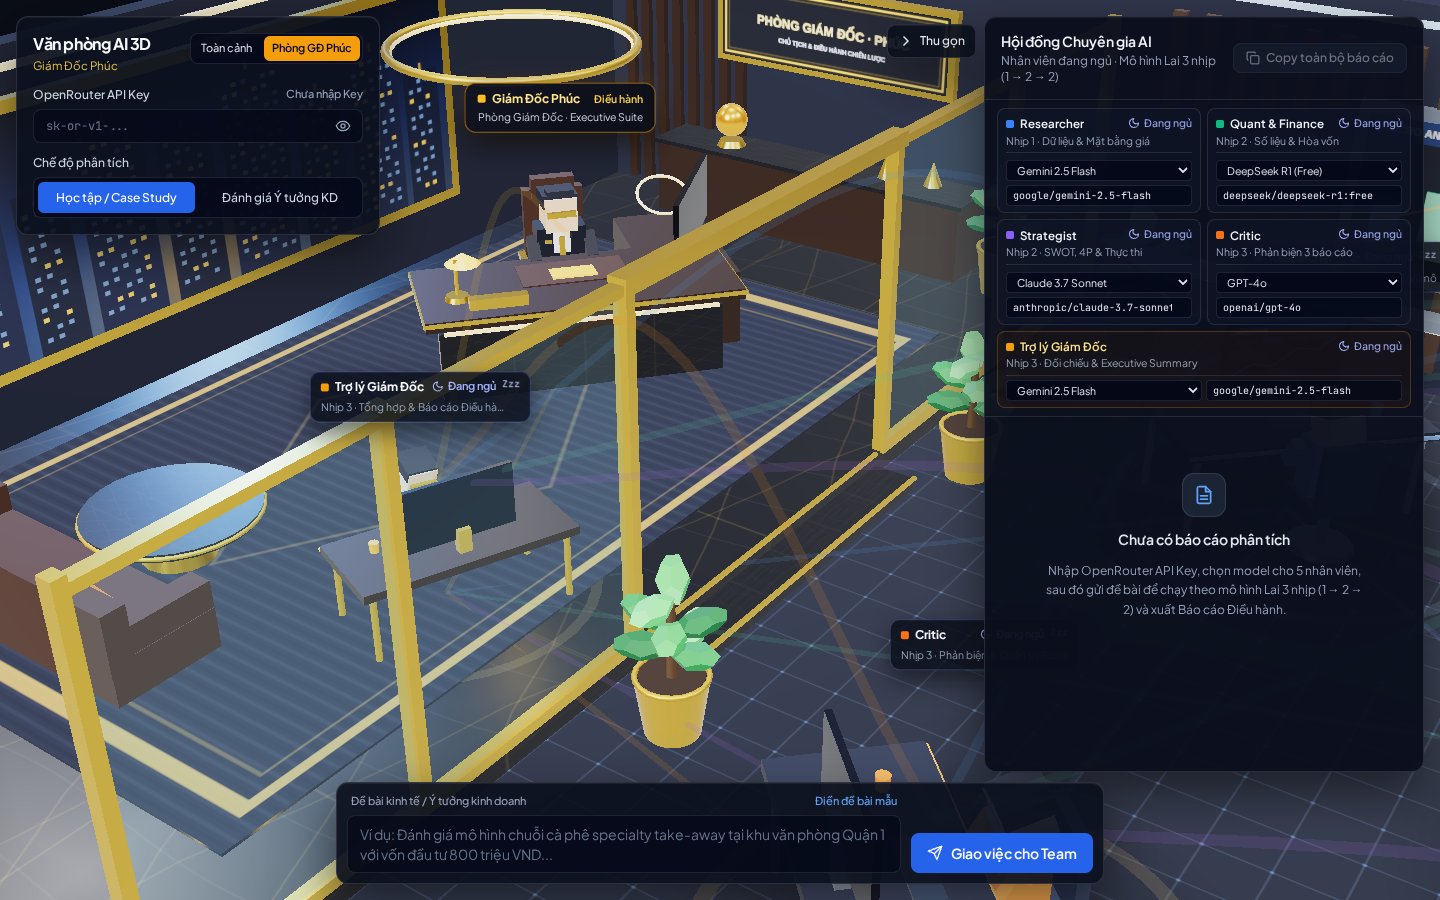 Văn phòng AI 3D
Giám Đốc Phúc
Toàn cảnh
Phòng GĐ Phúc
OpenRouter API Key
Chưa nhập Key
sk-or-v1-...
Chế độ phân tích
Học tập / Case Study
Đánh giá Ý tưởng KD
PHÒNG GIÁM ĐỐC ·
CHỦ TỊCH & ĐIỀU HÀNH CHIẾN LƯỢC
Thu gọn
Giám Đốc Phúc
Điều hành
Phòng Giám Đốc · Executive Suite
Trợ lý Giám Đốc
Đang ngủ
Zzz
Nhịp 3 · Tổng hợp & Báo cáo Điều hà...
Critic
Đang ngủ
Nhịp 3 · Phản biện
Hội đồng Chuyên gia AI
Nhân viên đang ngủ · Mô hình Lai 3 nhịp
(1 → 2 → 2)
Copy toàn bộ báo cáo
Researcher
Đang ngủ
Nhịp 1 · Dữ liệu & Mặt bằng giá
Gemini 2.5 Flash
google/gemini-2.5-flash
Quant & Finance
Đang ngủ
Nhịp 2 · Số liệu & Hòa vốn
DeepSeek R1 (Free)
deepseek/deepseek-r1:free
Strategist
Đang ngủ
Nhịp 2 · SWOT, 4P & Thực thi
Claude 3.7 Sonnet
anthropic/claude-3.7-sonnet
Critic
Đang ngủ
Nhịp 3 · Phản biện 3 báo cáo
GPT-4o
openai/gpt-4o
Trợ lý Giám Đốc
Đang ngủ
Nhịp 3 · Đối chiếu & Executive Summary
Gemini 2.5 Flash
google/gemini-2.5-flash
Chưa có báo cáo phân tích
Nhập OpenRouter API Key, chọn model cho 5 nhân viên,
sau đó gửi đề bài để chạy theo mô hình Lai 3 nhịp (1 → 2 →
2) và xuất Báo cáo Điều hành.
Đề bài kinh tế / Ý tưởng kinh doanh
Điền đề bài mẫu
Ví dụ: Đánh giá mô hình chuỗi cà phê specialty take-away tại khu văn phòng Quận 1
với vốn đầu tư 800 triệu VND...
Giao việc cho Team